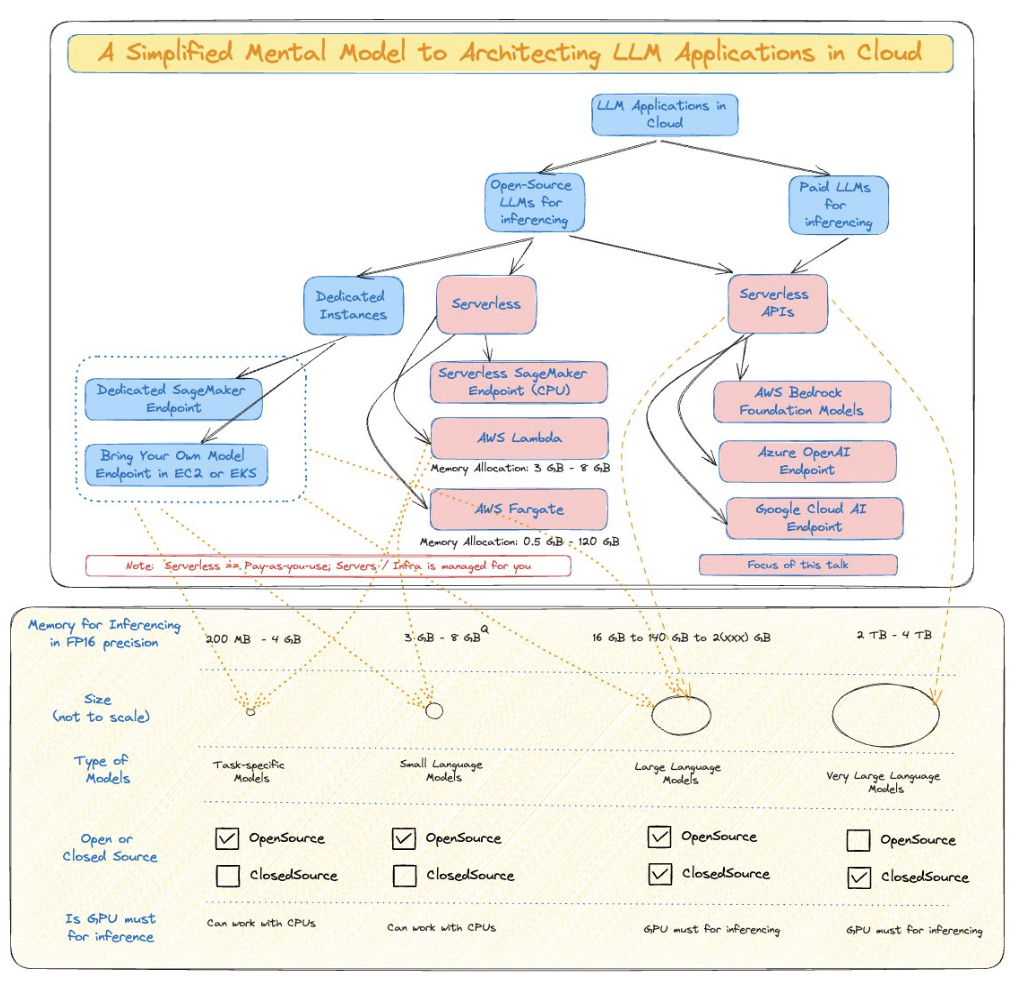 A Simplified Mental Model to Architecting LLM Applications in Cloud
LLM Applications in
Cloud
Open-Source
LLMs for
inferencing
Paid LLMs
for
inferencing
Dedicated
Instances
Serverless
Serverless
APIs
Dedicated SageMaker
Endpoint
Bring Your Own Model
Endpoint in EC2 or EKS
Serverless SageMaker
Endpoint (CPU)
AWS Lambda
Memory Allocation: 3 GB - 8 GB
AWS Fargate
Memory Allocation: 0.5 GB - 120 GB
AWS Bedrock
Foundation Models
Azure OpenAI
Endpoint
Google Cloud AI
Endpoint
Note: Serverless == Pay-as-you-use; Servers / Infra is managed for you
Focus of this talk
Memory for Inferencing
in FP16 precision
200 MB - 4 GB
3 GB - 8 GB^Q
16 GB to 140 GB to 2(xxx) GB
2 TB - 4 TB
Size
(not to scale)
Type of
Models
Task-specific
Models
Small Language
Models
Large Language
Models
Very Large Language
Models
Open or
Closed Source
OpenSource
ClosedSource
OpenSource
ClosedSource
OpenSource
ClosedSource
OpenSource
ClosedSource
Is GPU must
for inference
Can work with CPUs
Can work with CPUs
GPU must for inferencing
GPU must for inferencing